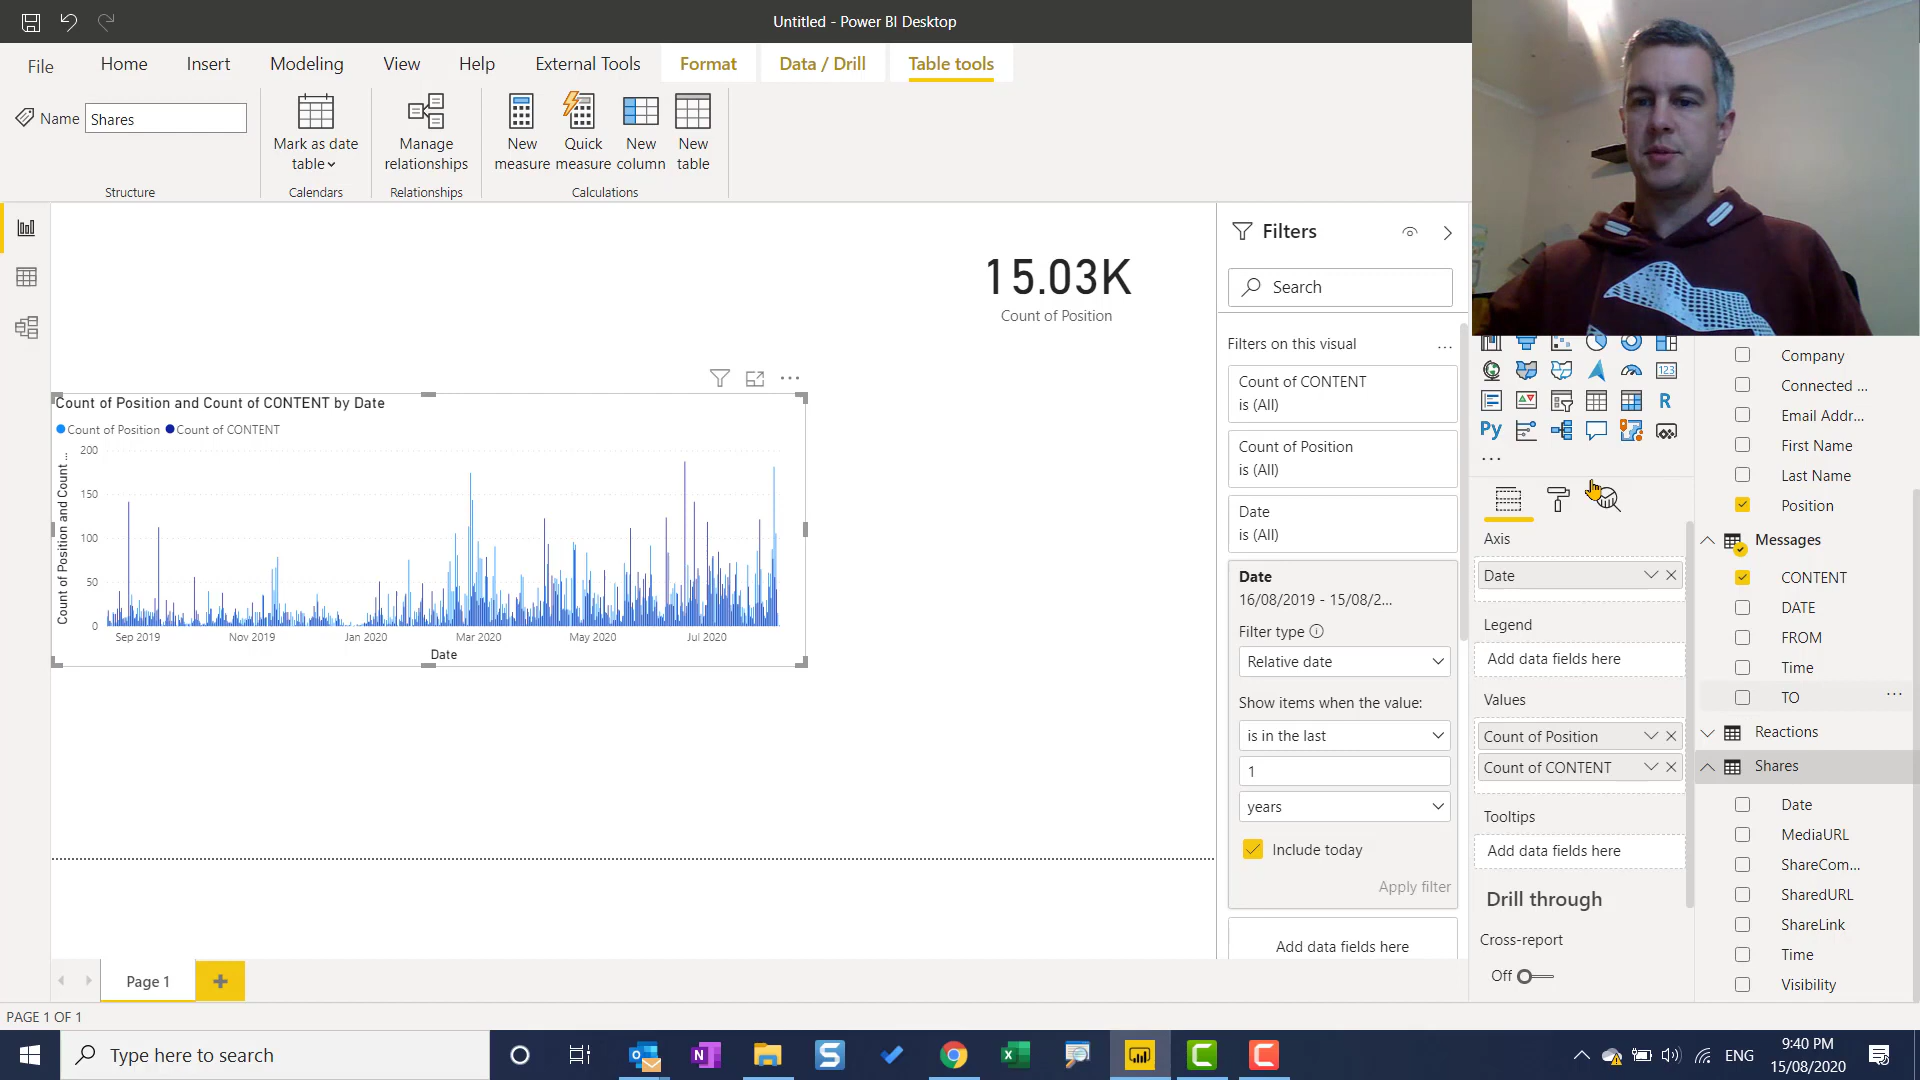 Untitled - Power BI Desktop
File
Home
Insert
Modeling
View
Help
External Tools
Format
Data / Drill
Table tools
Name
Shares
Mark as date
table
Manage
relationships
New
measure
Quick
measure
New
column
New
table
Structure
Calendars
Relationships
Calculations
15.03K
Count of Position
Count of Position and Count of CONTENT by Date
Count of Position
Count of CONTENT
Count of Position and Count ...
200
150
100
50
0
Sep 2019
Nov 2019
Jan 2020
Mar 2020
May 2020
Jul 2020
Date
Filters
Search
Filters on this visual
...
Count of CONTENT
is (All)
Count of Position
is (All)
Date
is (All)
Date
16/08/2019 - 15/08/2...
Filter type
Relative date
Show items when the value:
is in the last
1
years
Include today
Apply filter
Add data fields here
123
R
Py
...
Axis
Date
Legend
Add data fields here
Values
Count of Position
Count of CONTENT
Tooltips
Add data fields here
Drill through
Cross-report
Off
Company
Connected ...
Email Addr...
First Name
Last Name
Position
Messages
CONTENT
DATE
FROM
Time
TO
...
Reactions
Shares
Date
MediaURL
ShareCom...
SharedURL
ShareLink
Time
Visibility
Page 1
PAGE 1 OF 1
Type here to search
ENG
9:40 PM
15/08/2020